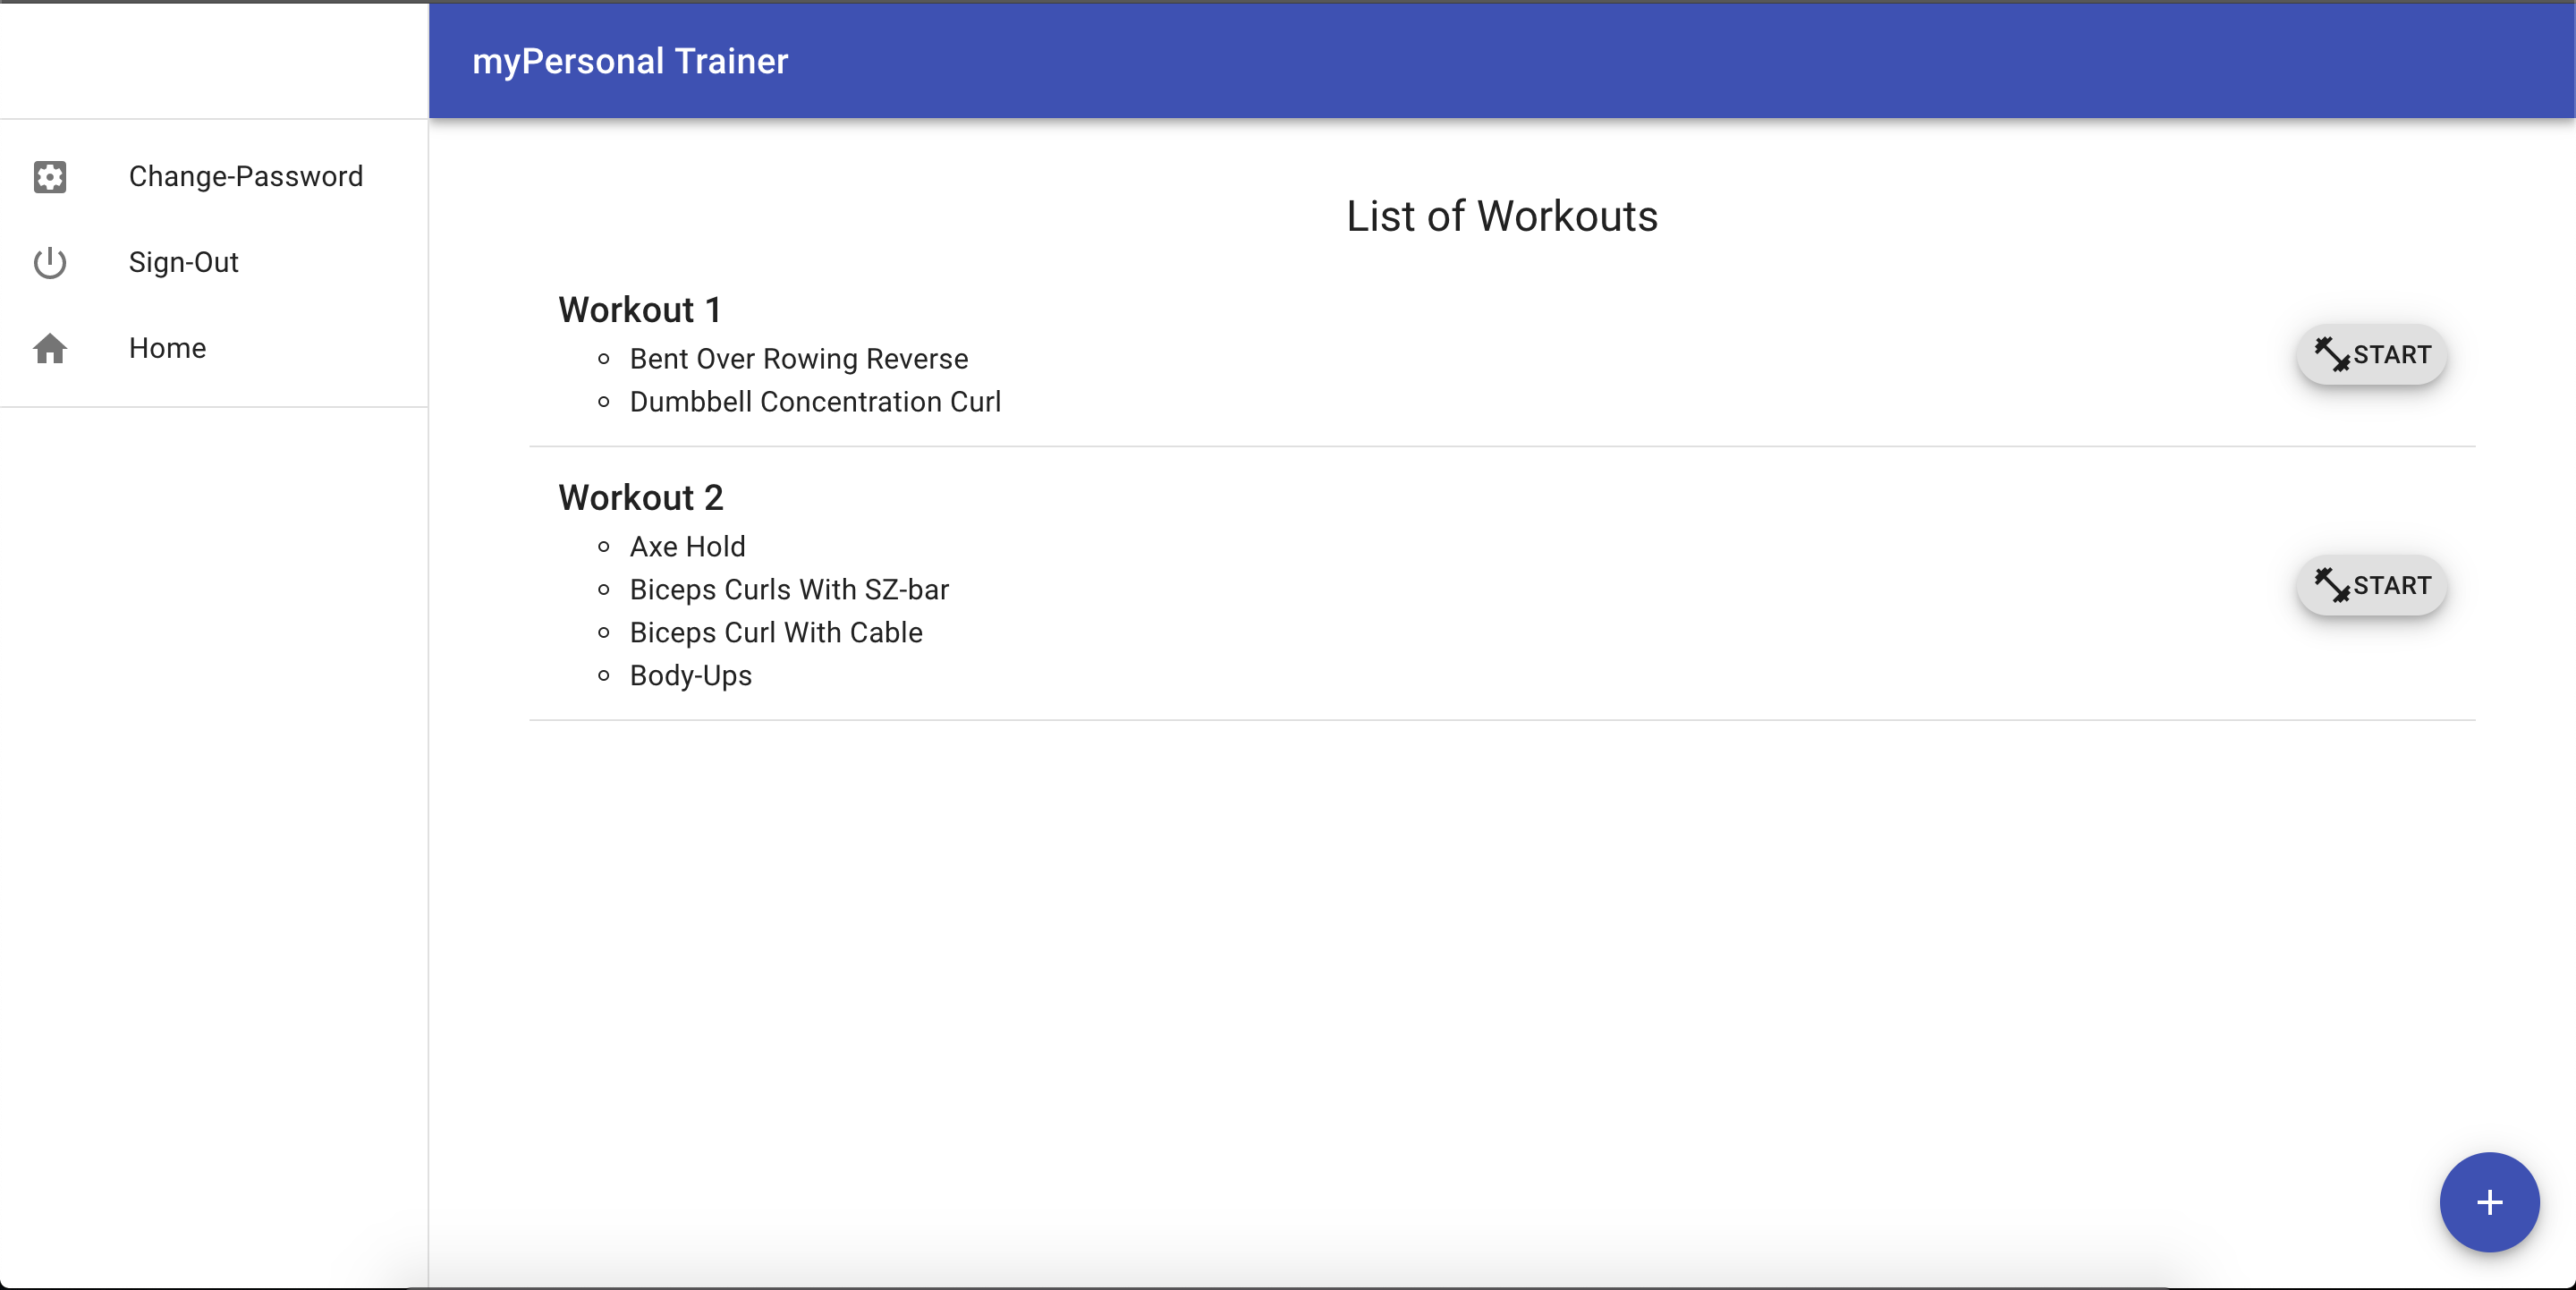 myPersonal Trainer
Change-Password
Sign-Out
Home
List of Workouts
Workout 1
Bent Over Rowing Reverse
Dumbbell Concentration Curl
START
Workout 2
Axe Hold
Biceps Curls With SZ-bar
Biceps Curl With Cable
Body-Ups
START